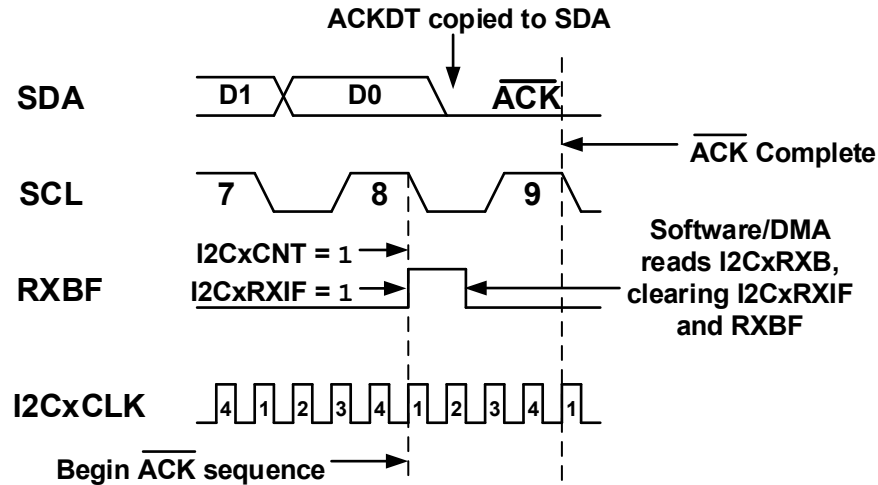 ACKDT copied to SDA
SDA
D1
D0
ACK
ACK Complete
SCL
7
8
9
I2CxCNT = 1
Software/DMA
reads I2CxRXB,
clearing I2CxRXIF
and RXBF
RXBF
I2CxRXIF = 1
I2CxCLK
4 1 2 3 4 1 2 3 4 1
Begin ACK sequence